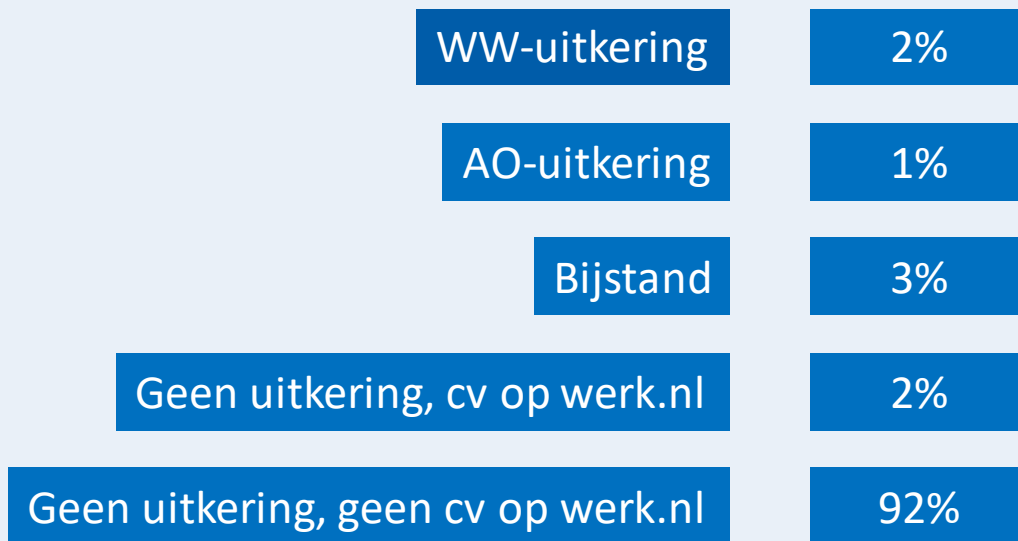 WW-uitkering 2%
AO-uitkering 1%
Bijstand 3%
Geen uitkering, cv op werk.nl 2%
Geen uitkering, geen cv op werk.nl 92%